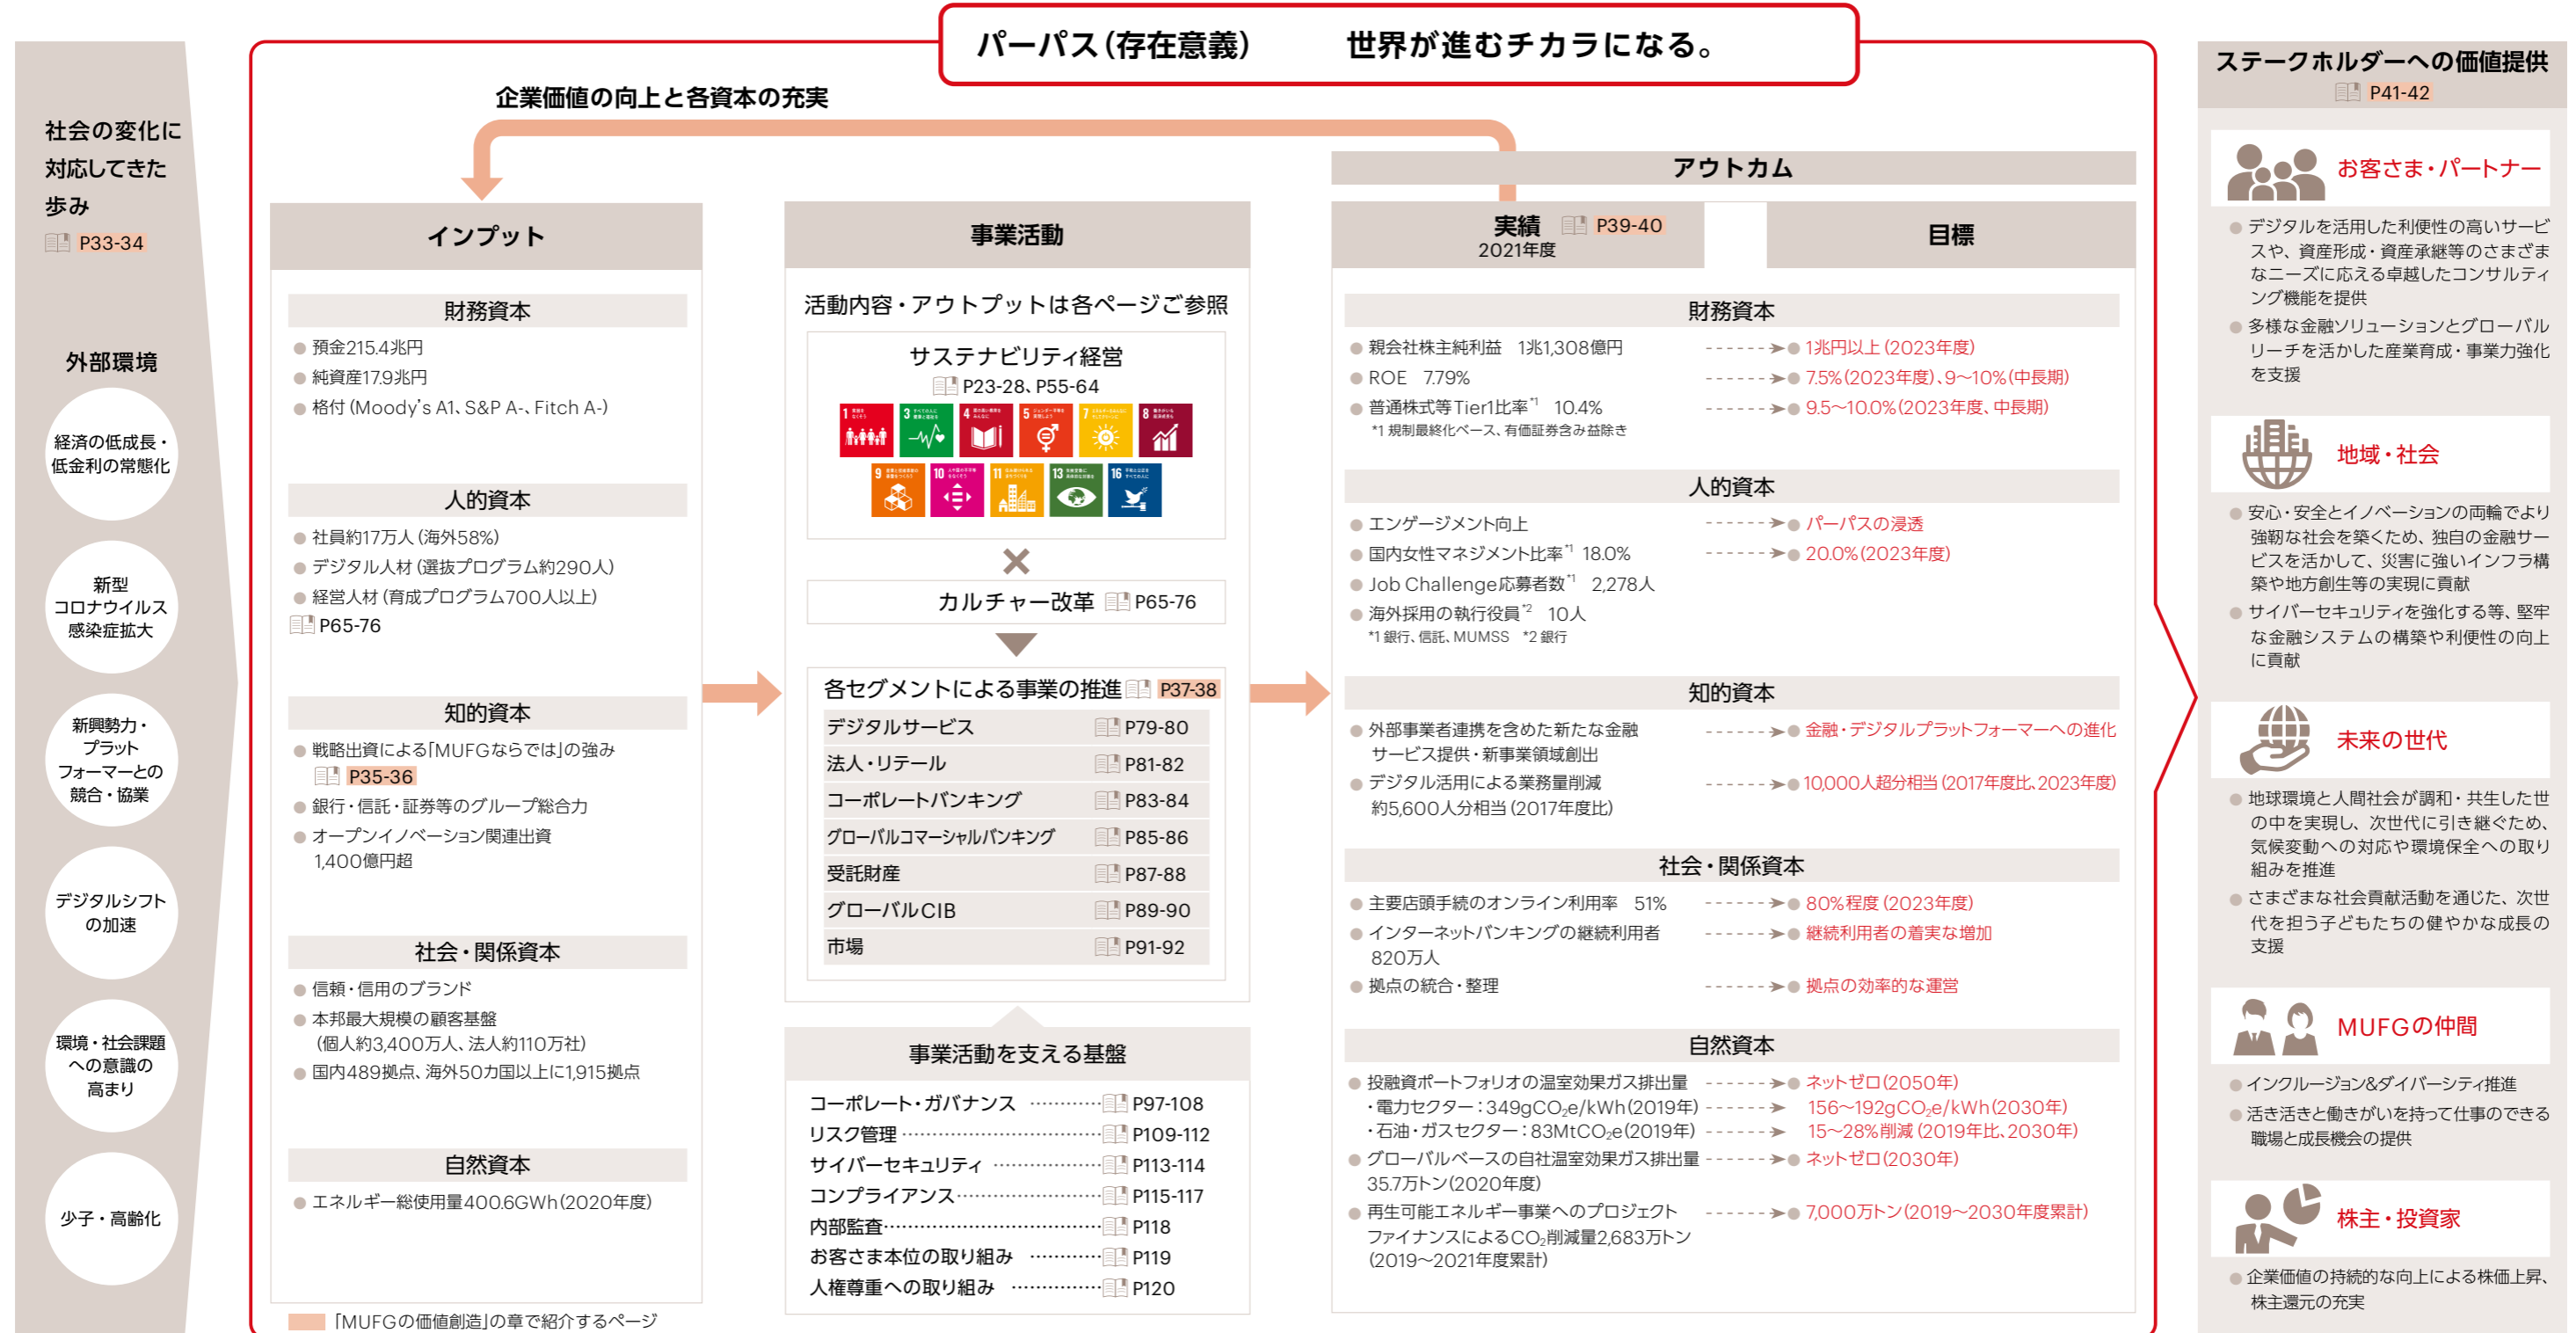 パーパス（存在意義）　世界が進むチカラになる。
社会の変化に
対応してきた
歩み
P33-34
外部環境
経済の低成長・
低金利の常態化
新型
コロナウイルス
感染症拡大
新興勢力・
プラット
フォーマーとの
競合・協業
デジタルシフト
の加速
環境・社会課題
への意識の
高まり
少子・高齢化
企業価値の向上と各資本の充実
インプット
財務資本
● 預金215.4兆円
● 純資産17.9兆円
● 格付（Moody's A1、S&P A-、Fitch A-）
人的資本
● 社員約17万人（海外58%）
● デジタル人材（選抜プログラム約290人）
● 経営人材（育成プログラム700人以上）
P65-76
知的資本
● 戦略出資による「MUFGならでは」の強み
P35-36
● 銀行・信託・証券等のグループ総合力
● オープンイノベーション関連出資
1,400億円超
社会・関係資本
● 信頼・信用のブランド
● 本邦最大規模の顧客基盤
（個人約3,400万人、法人約110万社）
● 国内489拠点、海外50カ国以上に1,915拠点
自然資本
● エネルギー総使用量400.6GWh（2020年度）
「MUFGの価値創造」の章で紹介するページ
事業活動
活動内容・アウトプットは各ページご参照
サステナビリティ経営
P23-28、P55-64
1
3
4
5
7
8
9
10
11
13
16
×
カルチャー改革 P65-76
各セグメントによる事業の推進 P37-38
デジタルサービス P79-80
法人・リテール P81-82
コーポレートバンキング P83-84
グローバルコマーシャルバンキング P85-86
受託財産 P87-88
グローバルCIB P89-90
市場 P91-92
事業活動を支える基盤
コーポレート・ガバナンス ………… P97-108
リスク管理 ………… P109-112
サイバーセキュリティ ………… P113-114
コンプライアンス ………… P115-117
内部監査 ………… P118
お客さま本位の取り組み ………… P119
人権尊重への取り組み ………… P120
アウトカム
実績 P39-40
2021年度
目標
財務資本
● 親会社株主純利益　1兆1,308億円 ● 1兆円以上（2023年度）
● ROE　7.79% ● 7.5%（2023年度）、9～10%（中長期）
● 普通株式等Tier1比率*1　10.4% ● 9.5～10.0%（2023年度、中長期）
*1 規制最終化ベース、有価証券含み益除き
人的資本
● エンゲージメント向上 ● パーパスの浸透
● 国内女性マネジメント比率*1　18.0% ● 20.0%（2023年度）
● Job Challenge応募者数*1　2,278人
● 海外採用の執行役員*2　10人
*1 銀行、信託、MUMSS　*2 銀行
知的資本
● 外部事業者連携を含めた新たな金融 ● 金融・デジタルプラットフォーマーへの進化
サービス提供・新事業領域創出
● デジタル活用による業務量削減 ● 10,000人超分相当（2017年度比、2023年度）
約5,600人分相当（2017年度比）
社会・関係資本
● 主要店頭手続のオンライン利用率　51% ● 80%程度（2023年度）
● インターネットバンキングの継続利用者 ● 継続利用者の着実な増加
820万人
● 拠点の統合・整理 ● 拠点の効率的な運営
自然資本
● 投融資ポートフォリオの温室効果ガス排出量 ● ネットゼロ（2050年）
・電力セクター：349gCO₂e/kWh（2019年） 156～192gCO₂e/kWh（2030年）
・石油・ガスセクター：83MtCO₂e（2019年） 15～28%削減（2019年比、2030年）
● グローバルベースの自社温室効果ガス排出量 ● ネットゼロ（2030年）
35.7万トン（2020年度）
● 再生可能エネルギー事業へのプロジェクト ● 7,000万トン（2019～2030年度累計）
ファイナンスによるCO₂削減量2,683万トン
（2019～2021年度累計）
ステークホルダーへの価値提供
P41-42
お客さま・パートナー
● デジタルを活用した利便性の高いサービ
スや、資産形成・資産承継等のさまざま
なニーズに応える卓越したコンサルティ
ング機能を提供
● 多様な金融ソリューションとグローバル
リーチを活かした産業育成・事業力強化
を支援
地域・社会
● 安心・安全とイノベーションの両輪でより
強靭な社会を築くため、独自の金融サー
ビスを活かして、災害に強いインフラ構
築や地方創生等の実現に貢献
● サイバーセキュリティを強化する等、堅牢
な金融システムの構築や利便性の向上
に貢献
未来の世代
● 地球環境と人間社会が調和・共生した世
の中を実現し、次世代に引き継ぐため、
気候変動への対応や環境保全への取り
組みを推進
● さまざまな社会貢献活動を通じた、次世
代を担う子どもたちの健やかな成長の
支援
MUFGの仲間
● インクルージョン&ダイバーシティ推進
● 活き活きと働きがいを持って仕事のできる
職場と成長機会の提供
株主・投資家
● 企業価値の持続的な向上による株価上昇、
株主還元の充実